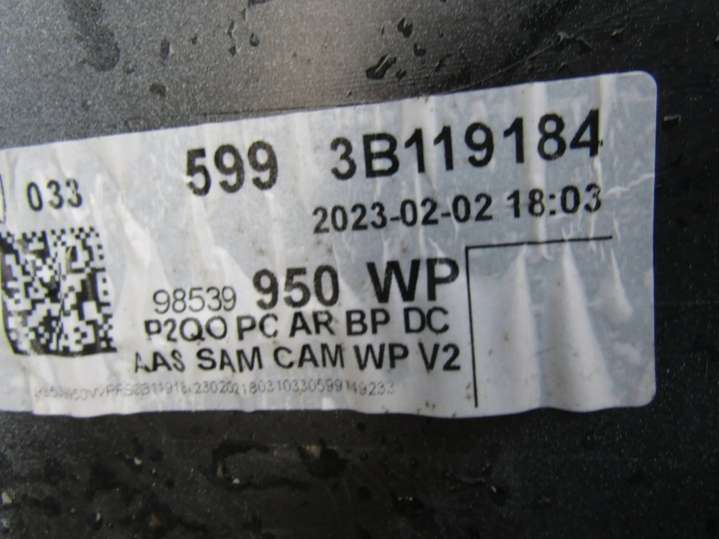 033 599 3B119184
2023-02-02 18:03
98539 950 WP
P2QO PC AR BP DC
AAS SAM CAM WP V2